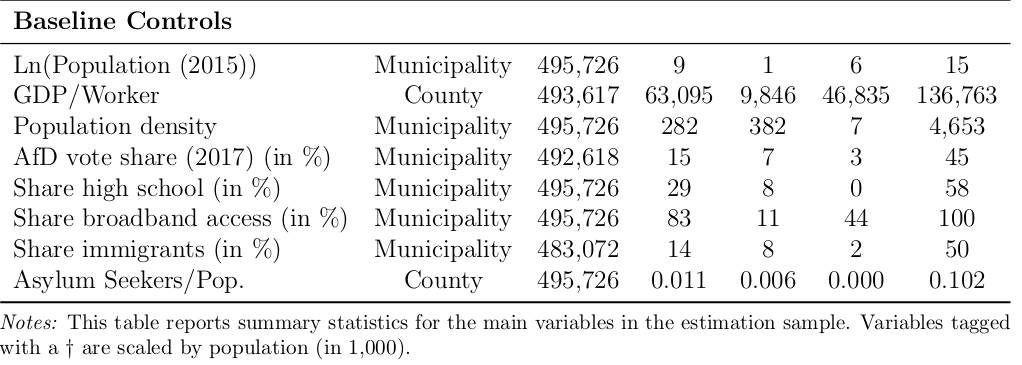 Baseline Controls
Ln(Population (2015)) Municipality 495,726 9 1 6 15
GDP/Worker County 493,617 63,095 9,846 46,835 136,763
Population density Municipality 495,726 282 382 7 4,653
AfD vote share (2017) (in %) Municipality 492,618 15 7 3 45
Share high school (in %) Municipality 495,726 29 8 0 58
Share broadband access (in %) Municipality 495,726 83 11 44 100
Share immigrants (in %) Municipality 483,072 14 8 2 50
Asylum Seekers/Pop. County 495,726 0.011 0.006 0.000 0.102
Notes: This table reports summary statistics for the main variables in the estimation sample. Variables tagged
with a † are scaled by population (in 1,000).